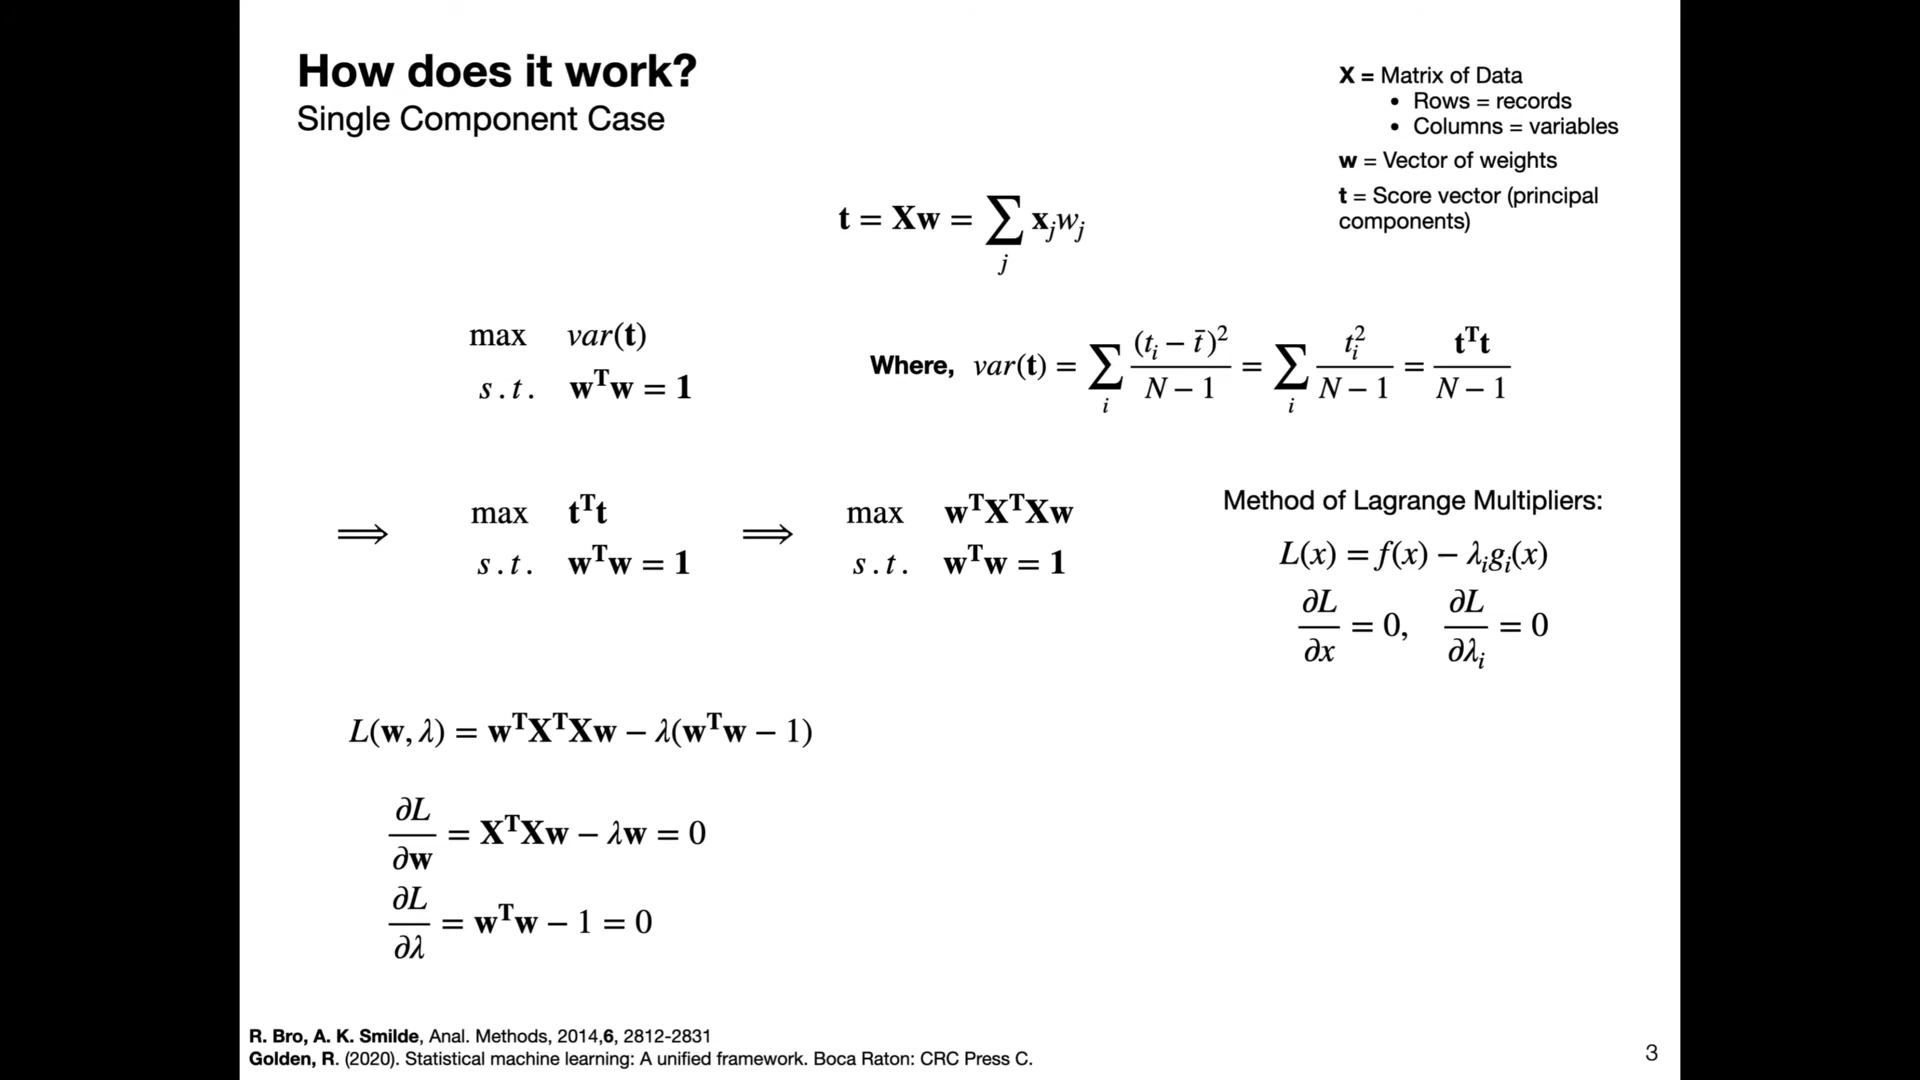 How does it work?
Single Component Case
X = Matrix of Data
• Rows = records
• Columns = variables
w = Vector of weights
t = Score vector (principal
components)
t = Xw = ∑_j x_j w_j
max var(t)
s.t. w^T w = 1
Where, var(t) = ∑_i (t_i − t̄)² / (N − 1) = ∑_i t_i² / (N − 1) = t^T t / (N − 1)
⟹ max t^T t
s.t. w^T w = 1
⟹ max w^T X^T X w
s.t. w^T w = 1
Method of Lagrange Multipliers:
L(x) = f(x) − λ_i g_i(x)
∂L/∂x = 0, ∂L/∂λ_i = 0
L(w, λ) = w^T X^T X w − λ(w^T w − 1)
∂L/∂w = X^T X w − λw = 0
∂L/∂λ = w^T w − 1 = 0
R. Bro, A. K. Smilde, Anal. Methods, 2014,6, 2812-2831
Golden, R. (2020). Statistical machine learning: A unified framework. Boca Raton: CRC Press C.
3